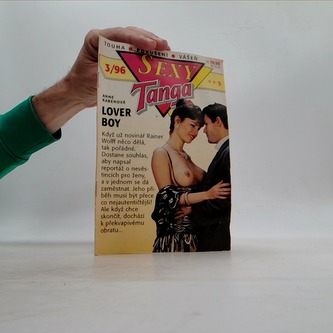 TOUHA • POKUŠENÍ • VÁŠEŇ
3/96
SEXY
Tanga
ANNE
RABENOVÁ
LOVER
BOY
Když už novinář Rainer
Wolff něco dělá,
tak pořádně.
Dostane souhlas,
aby napsal
reportáž o nevěs-
tincích pro ženy,
a v jednom se dá
zaměstnat. Jeho pří-
běh musí být přece
co nejautentičtější!
Ale když chce
skončit, dochází
k překvapivému
obratu...